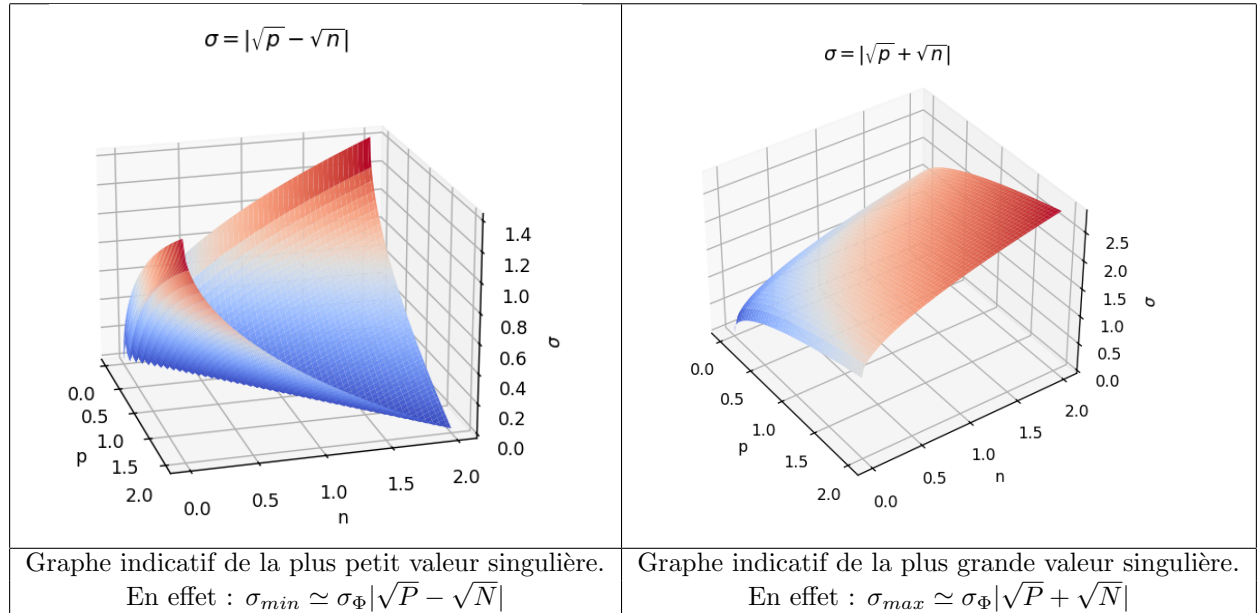 σ = |√p − √n|
1.4
1.2
1.0
0.8
0.6
0.4
0.2
0.0
σ
0.0
0.5
1.0
1.5
2.0
p
0.0
0.5
1.0
1.5
2.0
n
Graphe indicatif de la plus petit valeur singulière.
En effet : σ_min ≃ σ_Φ|√P − √N|
σ = |√p + √n|
2.5
2.0
1.5
1.0
0.5
0.0
σ
0.0
0.5
1.0
1.5
2.0
p
0.0
0.5
1.0
1.5
2.0
n
Graphe indicatif de la plus grande valeur singulière.
En effet : σ_max ≃ σ_Φ|√P + √N|